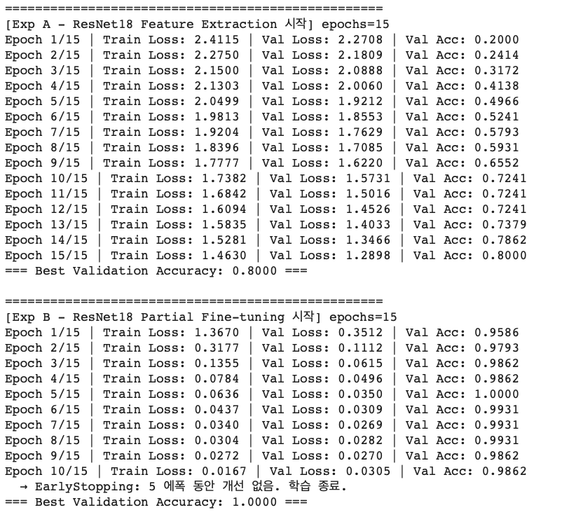 ==================================================
[Exp A - ResNet18 Feature Extraction 시작] epochs=15
Epoch 1/15 | Train Loss: 2.4115 | Val Loss: 2.2708 | Val Acc: 0.2000
Epoch 2/15 | Train Loss: 2.2750 | Val Loss: 2.1809 | Val Acc: 0.2414
Epoch 3/15 | Train Loss: 2.1500 | Val Loss: 2.0888 | Val Acc: 0.3172
Epoch 4/15 | Train Loss: 2.1303 | Val Loss: 2.0060 | Val Acc: 0.4138
Epoch 5/15 | Train Loss: 2.0499 | Val Loss: 1.9212 | Val Acc: 0.4966
Epoch 6/15 | Train Loss: 1.9813 | Val Loss: 1.8553 | Val Acc: 0.5241
Epoch 7/15 | Train Loss: 1.9204 | Val Loss: 1.7629 | Val Acc: 0.5793
Epoch 8/15 | Train Loss: 1.8396 | Val Loss: 1.7085 | Val Acc: 0.5931
Epoch 9/15 | Train Loss: 1.7777 | Val Loss: 1.6220 | Val Acc: 0.6552
Epoch 10/15 | Train Loss: 1.7382 | Val Loss: 1.5731 | Val Acc: 0.7241
Epoch 11/15 | Train Loss: 1.6842 | Val Loss: 1.5016 | Val Acc: 0.7241
Epoch 12/15 | Train Loss: 1.6094 | Val Loss: 1.4526 | Val Acc: 0.7241
Epoch 13/15 | Train Loss: 1.5835 | Val Loss: 1.4033 | Val Acc: 0.7379
Epoch 14/15 | Train Loss: 1.5281 | Val Loss: 1.3466 | Val Acc: 0.7862
Epoch 15/15 | Train Loss: 1.4630 | Val Loss: 1.2898 | Val Acc: 0.8000
=== Best Validation Accuracy: 0.8000 ===
==================================================
[Exp B - ResNet18 Partial Fine-tuning 시작] epochs=15
Epoch 1/15 | Train Loss: 1.3670 | Val Loss: 0.3512 | Val Acc: 0.9586
Epoch 2/15 | Train Loss: 0.3177 | Val Loss: 0.1112 | Val Acc: 0.9793
Epoch 3/15 | Train Loss: 0.1355 | Val Loss: 0.0615 | Val Acc: 0.9862
Epoch 4/15 | Train Loss: 0.0784 | Val Loss: 0.0496 | Val Acc: 0.9862
Epoch 5/15 | Train Loss: 0.0636 | Val Loss: 0.0350 | Val Acc: 1.0000
Epoch 6/15 | Train Loss: 0.0437 | Val Loss: 0.0309 | Val Acc: 0.9931
Epoch 7/15 | Train Loss: 0.0340 | Val Loss: 0.0269 | Val Acc: 0.9931
Epoch 8/15 | Train Loss: 0.0304 | Val Loss: 0.0282 | Val Acc: 0.9931
Epoch 9/15 | Train Loss: 0.0272 | Val Loss: 0.0270 | Val Acc: 0.9862
Epoch 10/15 | Train Loss: 0.0167 | Val Loss: 0.0305 | Val Acc: 0.9862
→ EarlyStopping: 5 에폭 동안 개선 없음. 학습 종료.
=== Best Validation Accuracy: 1.0000 ===